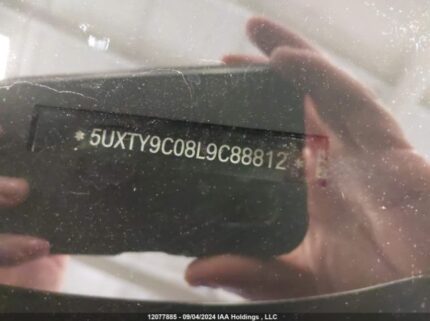 *5UXTY9C08L9C88812*
12077885 - 09/04/2024 IAA Holdings , LLC